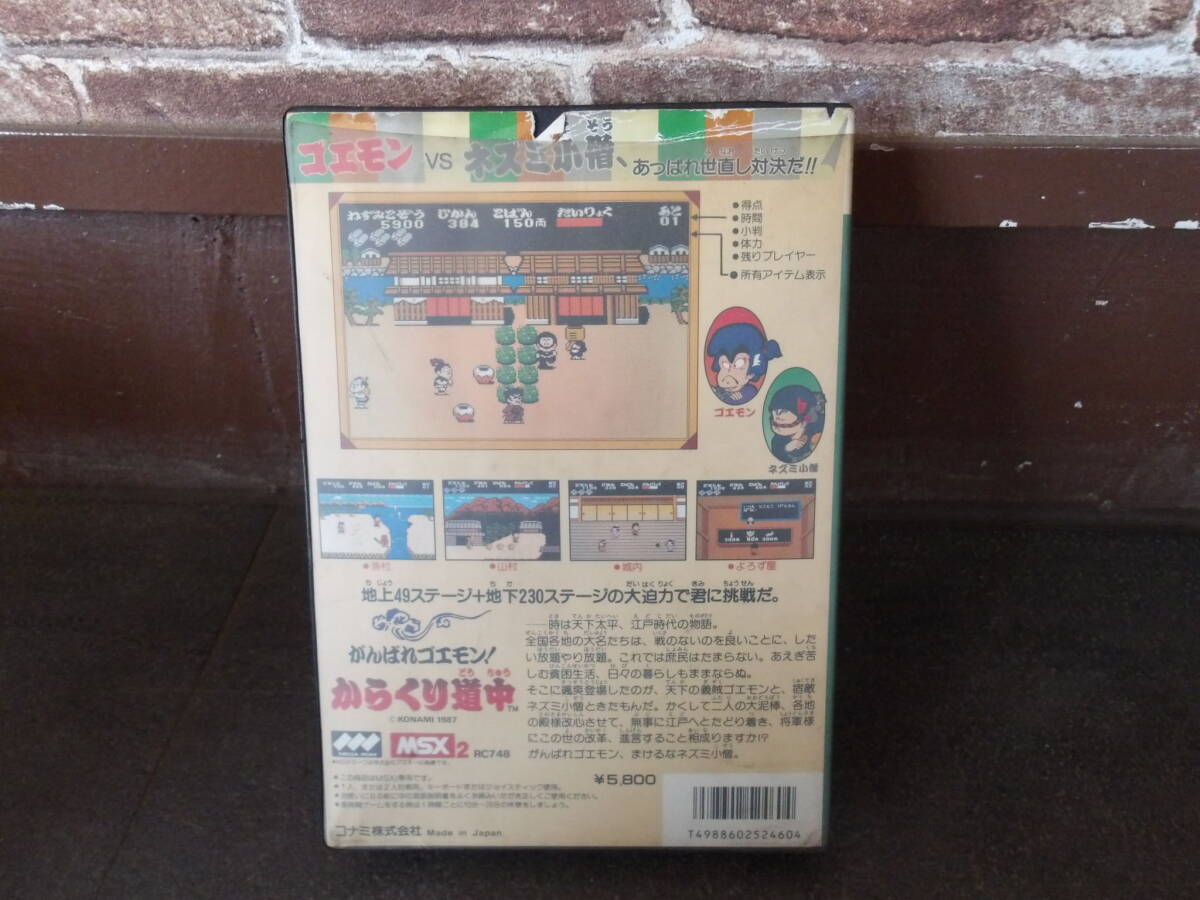 ゴエモン VS ネズミ小僧、あっぱれ世直し対決だ!!
ねずみこぞう じかん こばん たいりょく あと
5900 384 150両 01
●得点
●時間
●小判
●体力
●残りプレイヤー
●所有アイテム表示
ゴエモン
ネズミ小僧
●漁村 ●山村 ●城内 ●よろず屋
地上49ステージ+地下230ステージの大迫力で君に挑戦だ。
がんばれゴエモン!
からくり道中™
©KONAMI 1987
MSX2 RC748
──時は天下太平、江戸時代の物語。
全国各地の大名たちは、戦のないのを良いことに、したい
放題やり放題。これでは庶民はたまらない。あえぎ苦
しむ貧困生活、日々の暮らしもままならぬ。
そこに颯爽登場したのが、天下の義賊ゴエモンと、宿敵
ネズミ小僧ときたもんだ。かくして二人の大泥棒、各地
の殿様改心させて、無事に江戸へとたどり着き、将軍様
にこの世の改革、進言すること相成りますか!?
がんばれゴエモン、まけるなネズミ小僧。
¥5,800
コナミ株式会社 Made in Japan
T4988602524604